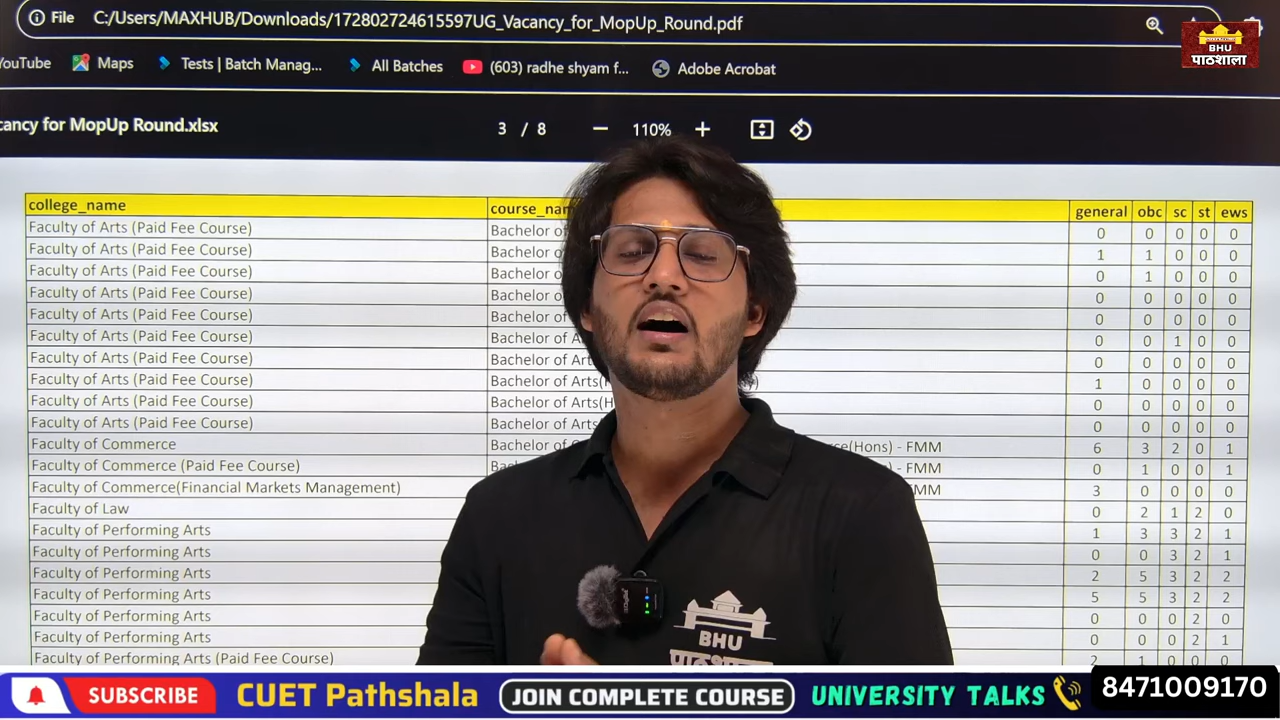 File C:/Users/MAXHUB/Downloads/172802724615597UG_Vacancy_for_MopUp_Round.pdf
BHU
पाठशाला
YouTube Maps Tests | Batch Manag... All Batches (603) radhe shyam f... Adobe Acrobat
cancy for MopUp Round.xlsx 3 / 8 110%
college_name course_nam general obc sc st ews
Faculty of Arts (Paid Fee Course) Bachelor of 0 0 0 0 0
Faculty of Arts (Paid Fee Course) Bachelor o 1 1 0 0 0
Faculty of Arts (Paid Fee Course) Bachelor o 0 1 0 0 0
Faculty of Arts (Paid Fee Course) Bachelor o 0 0 0 0 0
Faculty of Arts (Paid Fee Course) Bachelor o 0 0 0 0 0
Faculty of Arts (Paid Fee Course) Bachelor of A 0 0 1 0 0
Faculty of Arts (Paid Fee Course) Bachelor of Art 0 0 0 0 0
Faculty of Arts (Paid Fee Course) Bachelor of Arts(H ) 1 0 0 0 0
Faculty of Arts (Paid Fee Course) Bachelor of Arts(H 0 0 0 0 0
Faculty of Arts (Paid Fee Course) Bachelor of Arts 0 0 0 0 0
Faculty of Commerce Bachelor of C ce(Hons) - FMM 6 3 2 0 1
Faculty of Commerce (Paid Fee Course) Bac - FMM 0 1 0 0 1
Faculty of Commerce(Financial Markets Management) FMM 3 0 0 0 0
Faculty of Law 0 2 1 2 0
Faculty of Performing Arts 1 3 3 2 1
Faculty of Performing Arts 0 0 3 2 1
Faculty of Performing Arts 2 5 3 2 2
Faculty of Performing Arts 5 5 3 2 2
Faculty of Performing Arts 0 0 0 2 0
Faculty of Performing Arts 0 0 0 2 1
Faculty of Performing Arts (Paid Fee Course) 2 1 0 0 0
BHU
पाठशाला
SUBSCRIBE CUET Pathshala JOIN COMPLETE COURSE UNIVERSITY TALKS 8471009170